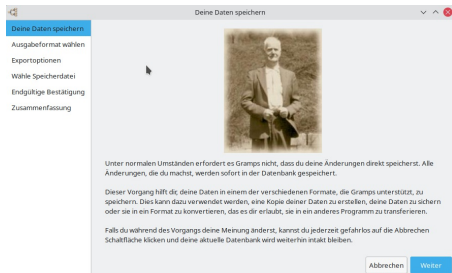 Deine Daten speichern
Deine Daten speichern
Ausgabeformat wählen
Exportoptionen
Wähle Speicherdatei
Endgültige Bestätigung
Zusammenfassung
Unter normalen Umständen erfordert es Gramps nicht, dass du deine Änderungen direkt speicherst. Alle
Änderungen, die du machst, werden sofort in der Datenbank gespeichert.
Dieser Vorgang hilft dir, deine Daten in einem der verschiedenen Formate, die Gramps unterstützt, zu
speichern. Dies kann dazu verwendet werden, eine Kopie deiner Daten zu erstellen, deine Daten zu sichern
oder sie in ein Format zu konvertieren, das es dir erlaubt, sie in ein anderes Programm zu transferieren.
Falls du während des Vorgangs deine Meinung änderst, kannst du jederzeit gefahrlos auf die Abbrechen
Schaltfläche klicken und deine aktuelle Datenbank wird weiterhin intakt bleiben.
Abbrechen
Weiter